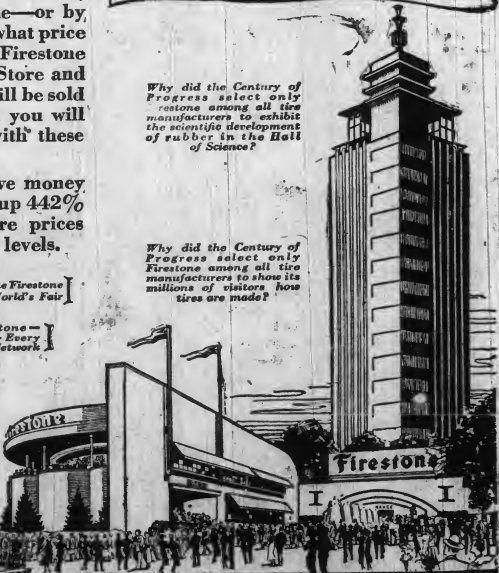 e—or by
what price
Firestone
Store and
ill be sold
you will
with these
ve money
up 442%
re prices
levels.
e Firestone
orld's Fair
tone—
Every
Network
Why did the Century of
Progress select only
restone among all tire
manufacturers to exhibit
the scientific development
of rubber in the Hall
of Science?
Why did the Century of
Progress select only
Firestone among all tire
manufacturers to show its
millions of visitors how
tires are made?
Firestone
Firestone